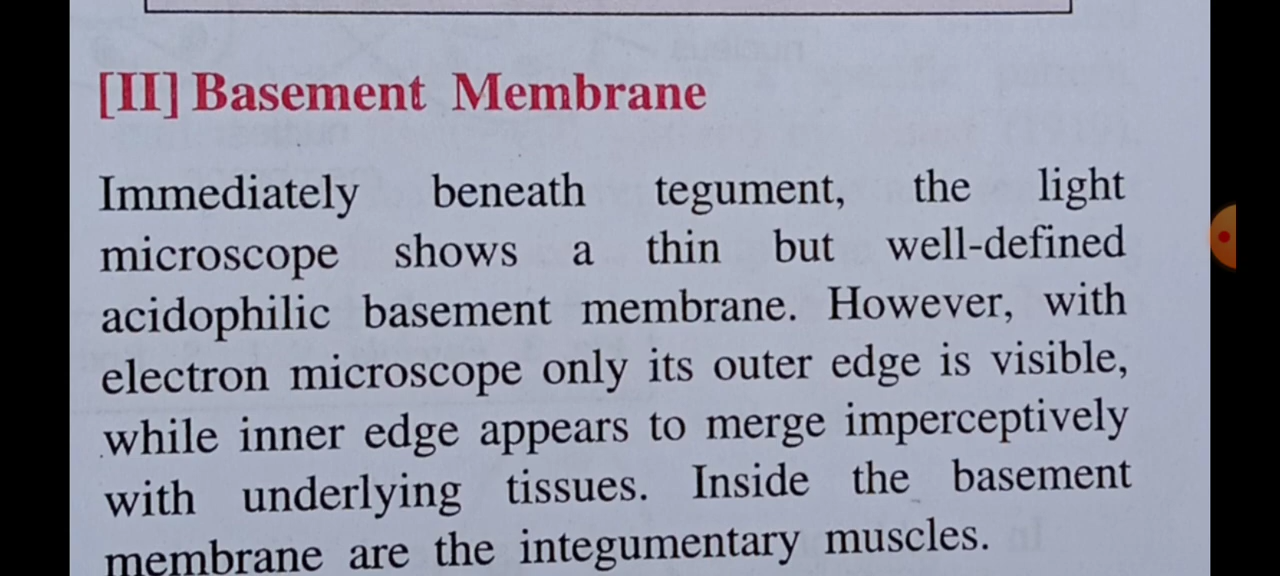 [II] Basement Membrane
Immediately beneath tegument, the light
microscope shows a thin but well-defined
acidophilic basement membrane. However, with
electron microscope only its outer edge is visible,
while inner edge appears to merge imperceptively
with underlying tissues. Inside the basement
membrane are the integumentary muscles.